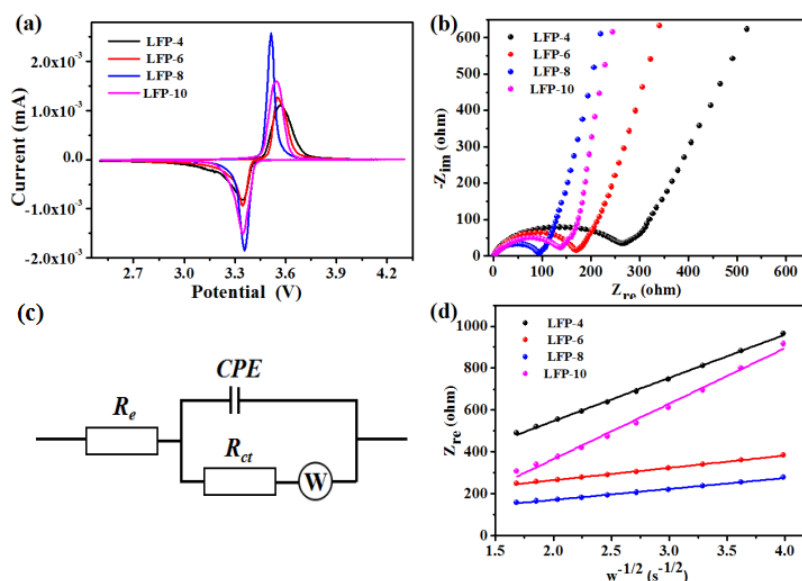 (a)
LFP-4
LFP-6
LFP-8
LFP-10
2.0x10⁻³
1.0x10⁻³
0.0
-1.0x10⁻³
-2.0x10⁻³
Current (mA)
2.5 3.0 3.6 3.9 4.2
Potential (V)
(b)
LFP-4
LFP-6
LFP-8
LFP-10
600
500
400
300
200
100
0
-Z_im (ohm)
0 100 200 300 400 500 600
Z_re (ohm)
(c)
CPE
R_e
R_ct
W
(d)
LFP-4
LFP-6
LFP-8
LFP-10
1000
800
600
400
200
0
Z_re (ohm)
1.5 2.0 2.5 3.0 3.5 4.0
w^-1/2 (s^-1/2)